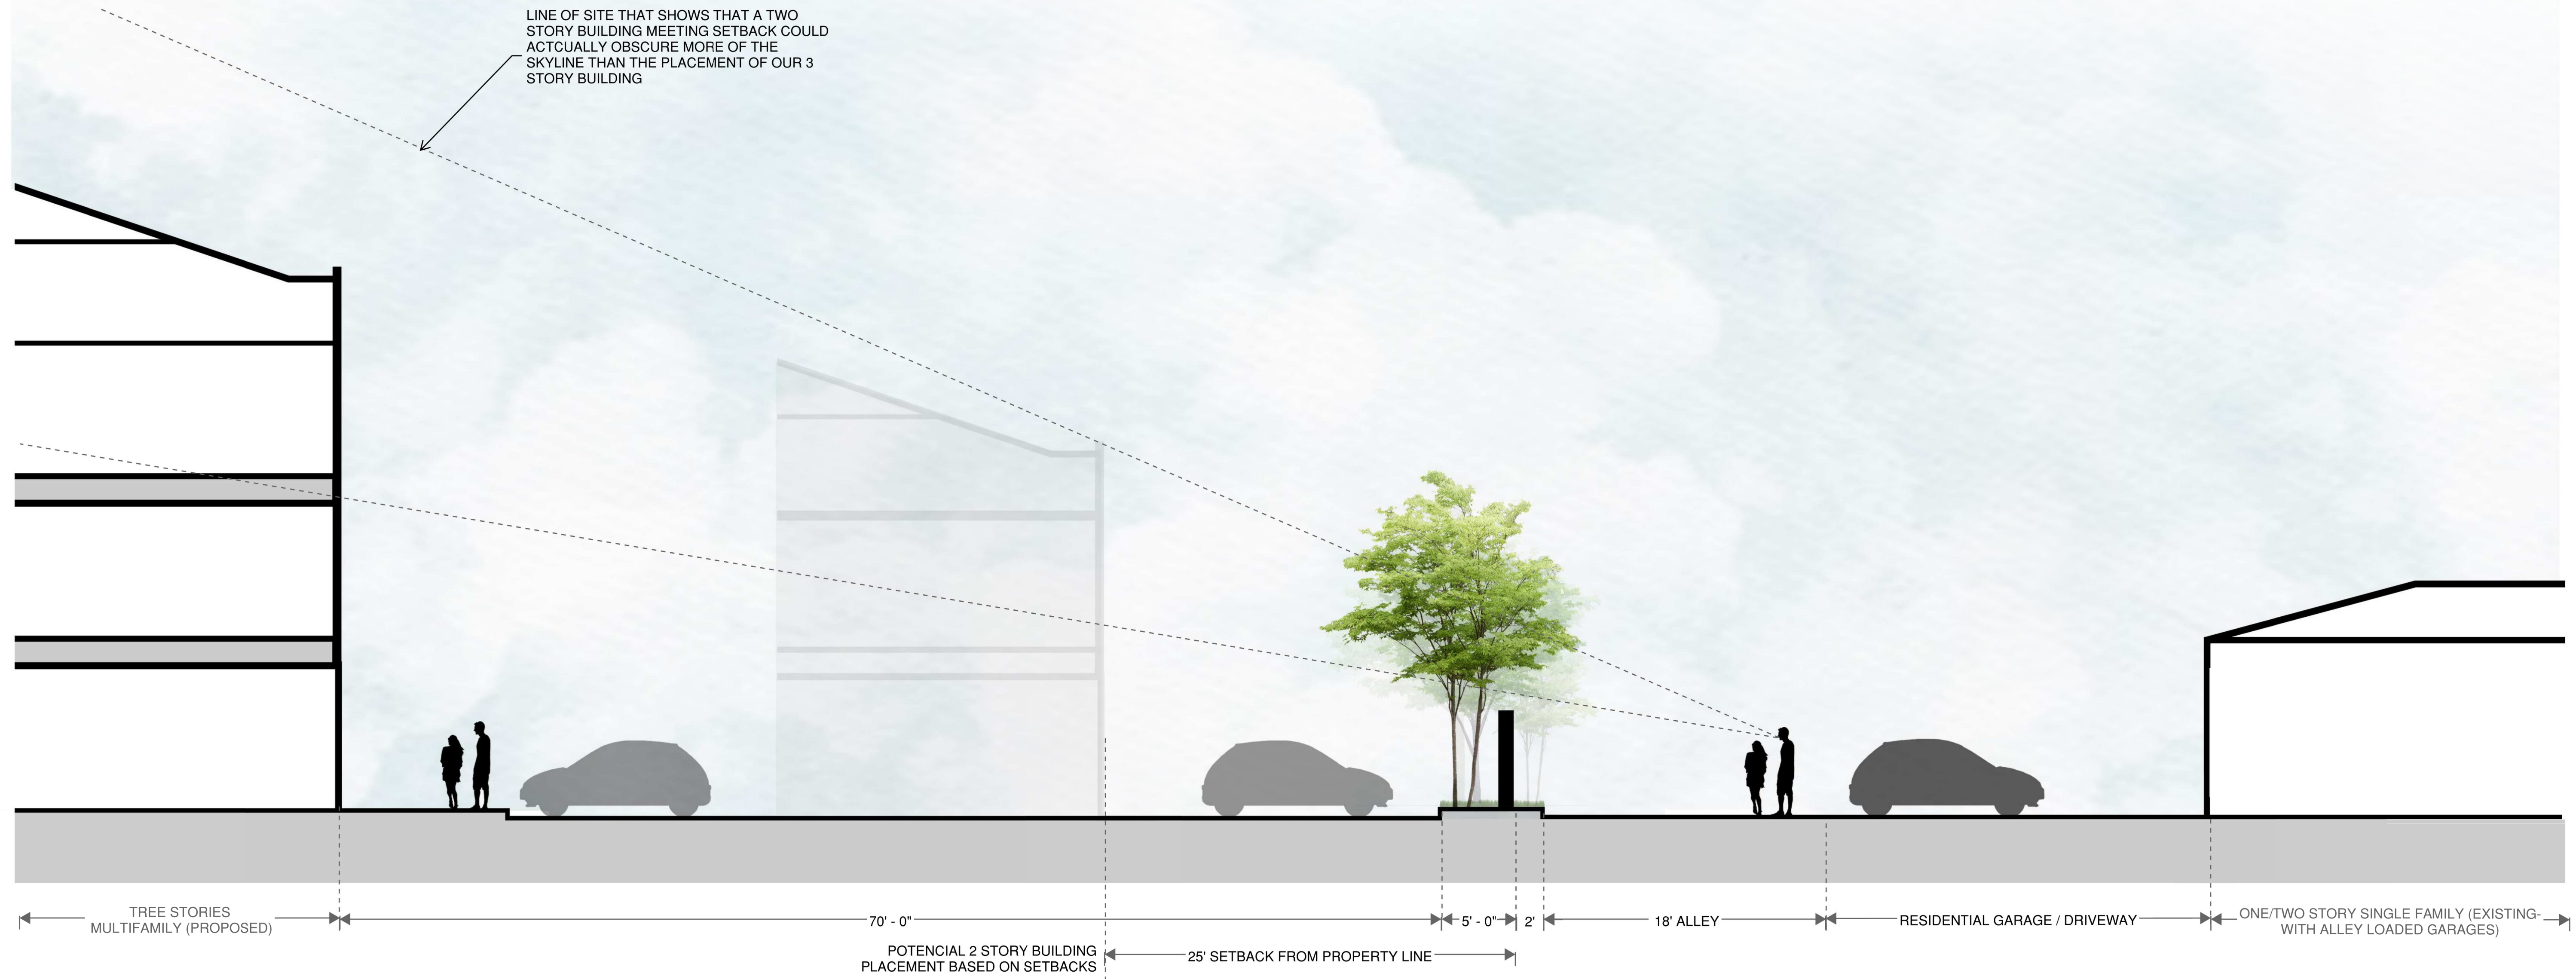 LINE OF SITE THAT SHOWS THAT A TWO
STORY BUILDING MEETING SETBACK COULD
ACTCUALLY OBSCURE MORE OF THE
SKYLINE THAN THE PLACEMENT OF OUR 3
STORY BUILDING
TREE STORIES
MULTIFAMILY (PROPOSED)
70' - 0"
5' - 0"
2'
18' ALLEY
RESIDENTIAL GARAGE / DRIVEWAY
ONE/TWO STORY SINGLE FAMILY (EXISTING-
WITH ALLEY LOADED GARAGES)
POTENCIAL 2 STORY BUILDING
PLACEMENT BASED ON SETBACKS
25' SETBACK FROM PROPERTY LINE